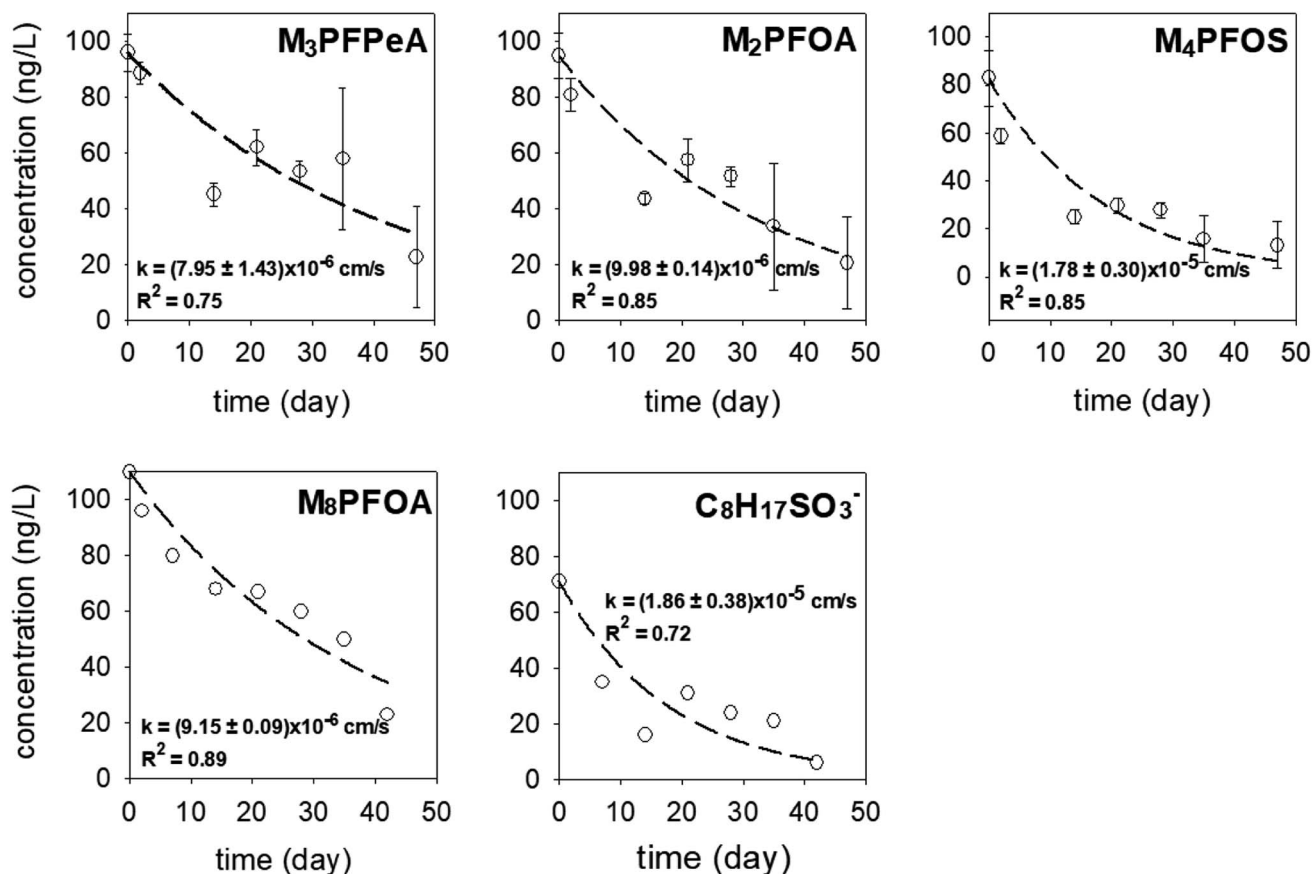 concentration (ng/L)
M₃PFPeA
100
80
60
40
20
0
k = (7.95 ± 1.43)x10⁻⁶ cm/s
R² = 0.75
0 10 20 30 40 50
time (day)
M₂PFOA
100
80
60
40
20
0
k = (9.98 ± 0.14)x10⁻⁶ cm/s
R² = 0.85
0 10 20 30 40 50
time (day)
M₄PFOS
100
80
60
40
20
0
k = (1.78 ± 0.30)x10⁻⁵ cm/s
R² = 0.85
0 10 20 30 40 50
time (day)
concentration (ng/L)
M₈PFOA
100
80
60
40
20
0
k = (9.15 ± 0.09)x10⁻⁶ cm/s
R² = 0.89
0 10 20 30 40 50
time (day)
C₈H₁₇SO₃⁻
100
80
60
40
20
0
k = (1.86 ± 0.38)x10⁻⁵ cm/s
R² = 0.72
0 10 20 30 40 50
time (day)